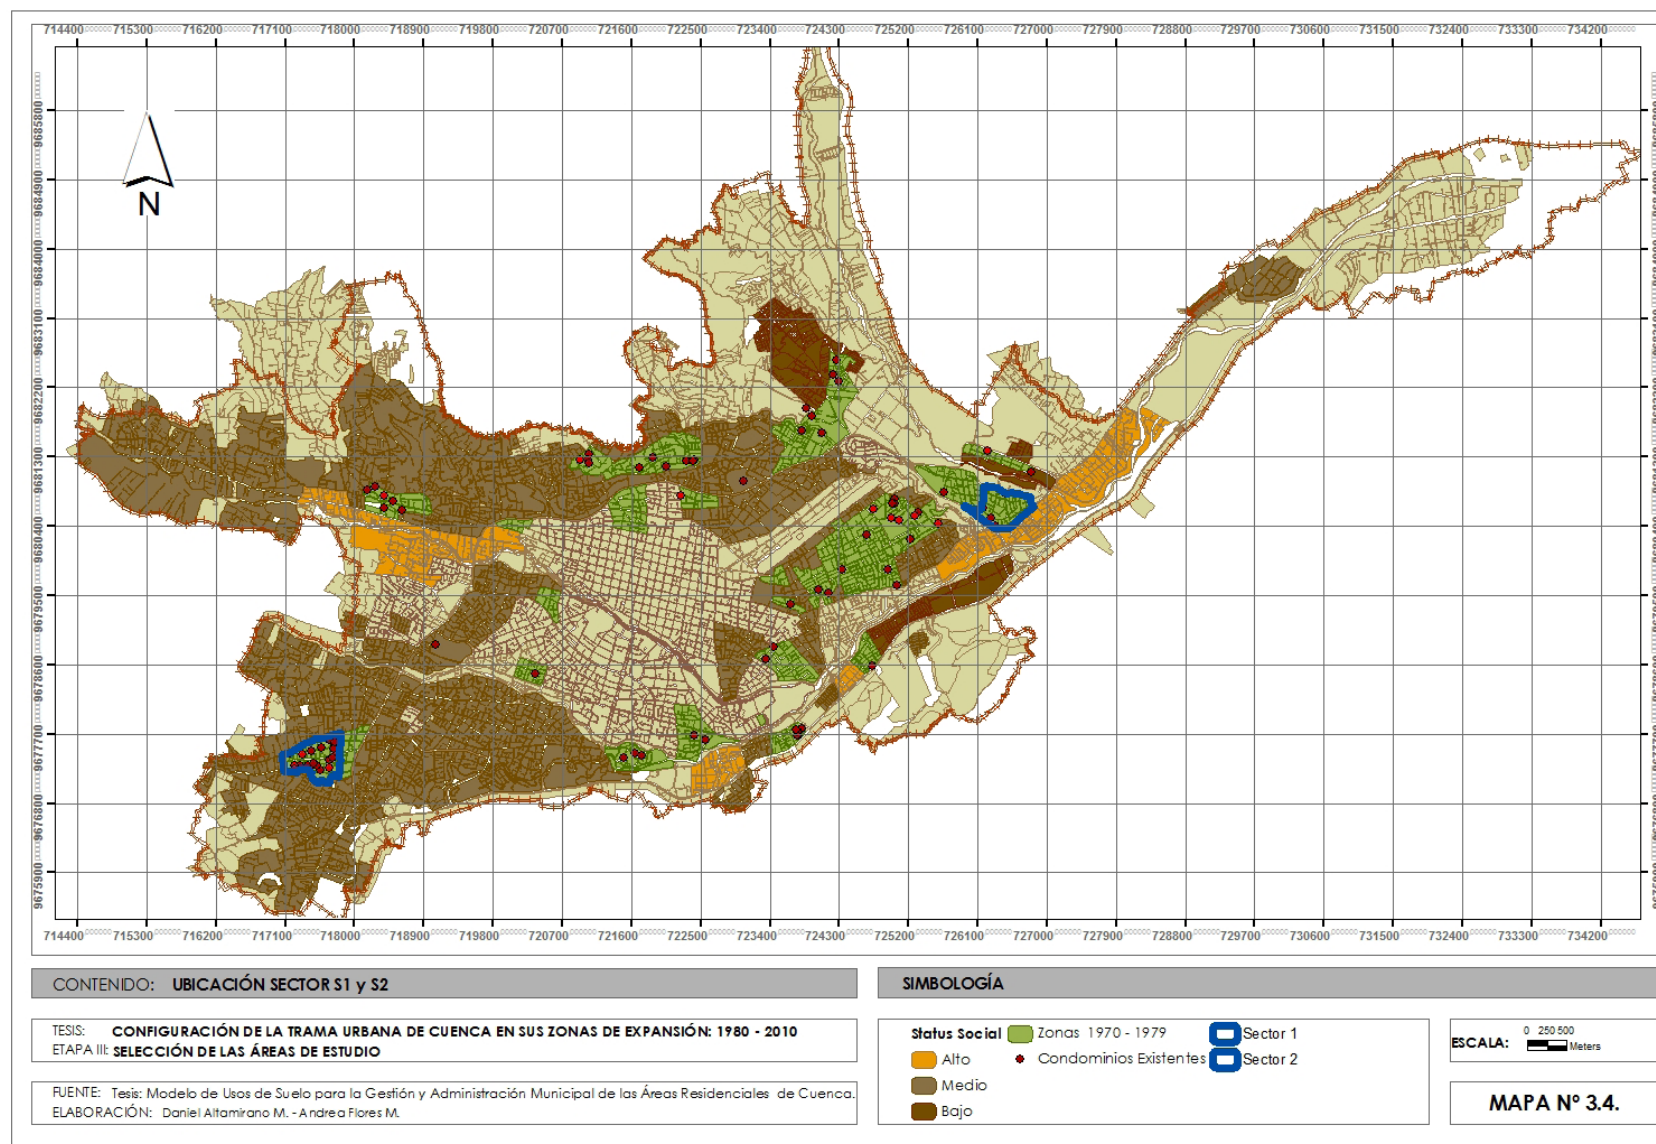 714400 715300 716200 717100 718000 718900 719800 720700 721600 722500 723400 724300 725200 726100 727000 727900 728800 729700 730600 731500 732400 733300 734200
9685800
9684900
9684000
9683100
9682200
9681300
9680400
9679500
9678600
9677700
9676800
9675900
N
714400 715300 716200 717100 718000 718900 719800 720700 721600 722500 723400 724300 725200 726100 727000 727900 728800 729700 730600 731500 732400 733300 734200
CONTENIDO: UBICACIÓN SECTOR S1 y S2
TESIS: CONFIGURACIÓN DE LA TRAMA URBANA DE CUENCA EN SUS ZONAS DE EXPANSIÓN: 1980 - 2010
ETAPA III: SELECCIÓN DE LAS ÁREAS DE ESTUDIO
FUENTE: Tesis: Modelo de Usos de Suelo para la Gestión y Administración Municipal de las Áreas Residenciales de Cuenca.
ELABORACIÓN: Daniel Altamirano M. - Andrea Flores M.
SIMBOLOGÍA
Status Social Zonas 1970 - 1979 Sector 1
Alto Condominios Existentes Sector 2
Medio
Bajo
0 250 500
ESCALA: Meters
MAPA Nº 3.4.